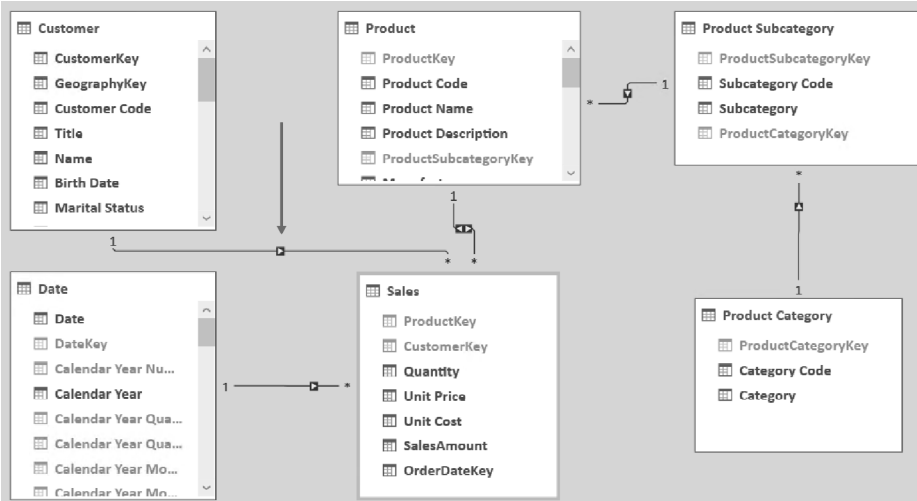 Customer
CustomerKey
GeographyKey
Customer Code
Title
Name
Birth Date
Marital Status
Product
ProductKey
Product Code
Product Name
Product Description
ProductSubcategoryKey
Product Subcategory
ProductSubcategoryKey
Subcategory Code
Subcategory
ProductCategoryKey
1
*
1
*
1
1
*
*
Date
Date
DateKey
Calendar Year Nu...
Calendar Year
Calendar Year Qua...
Calendar Year Qua...
Calendar Year Mo...
Calendar Year Mo...
1
*
Sales
ProductKey
CustomerKey
Quantity
Unit Price
Unit Cost
SalesAmount
OrderDateKey
Product Category
ProductCategoryKey
Category Code
Category